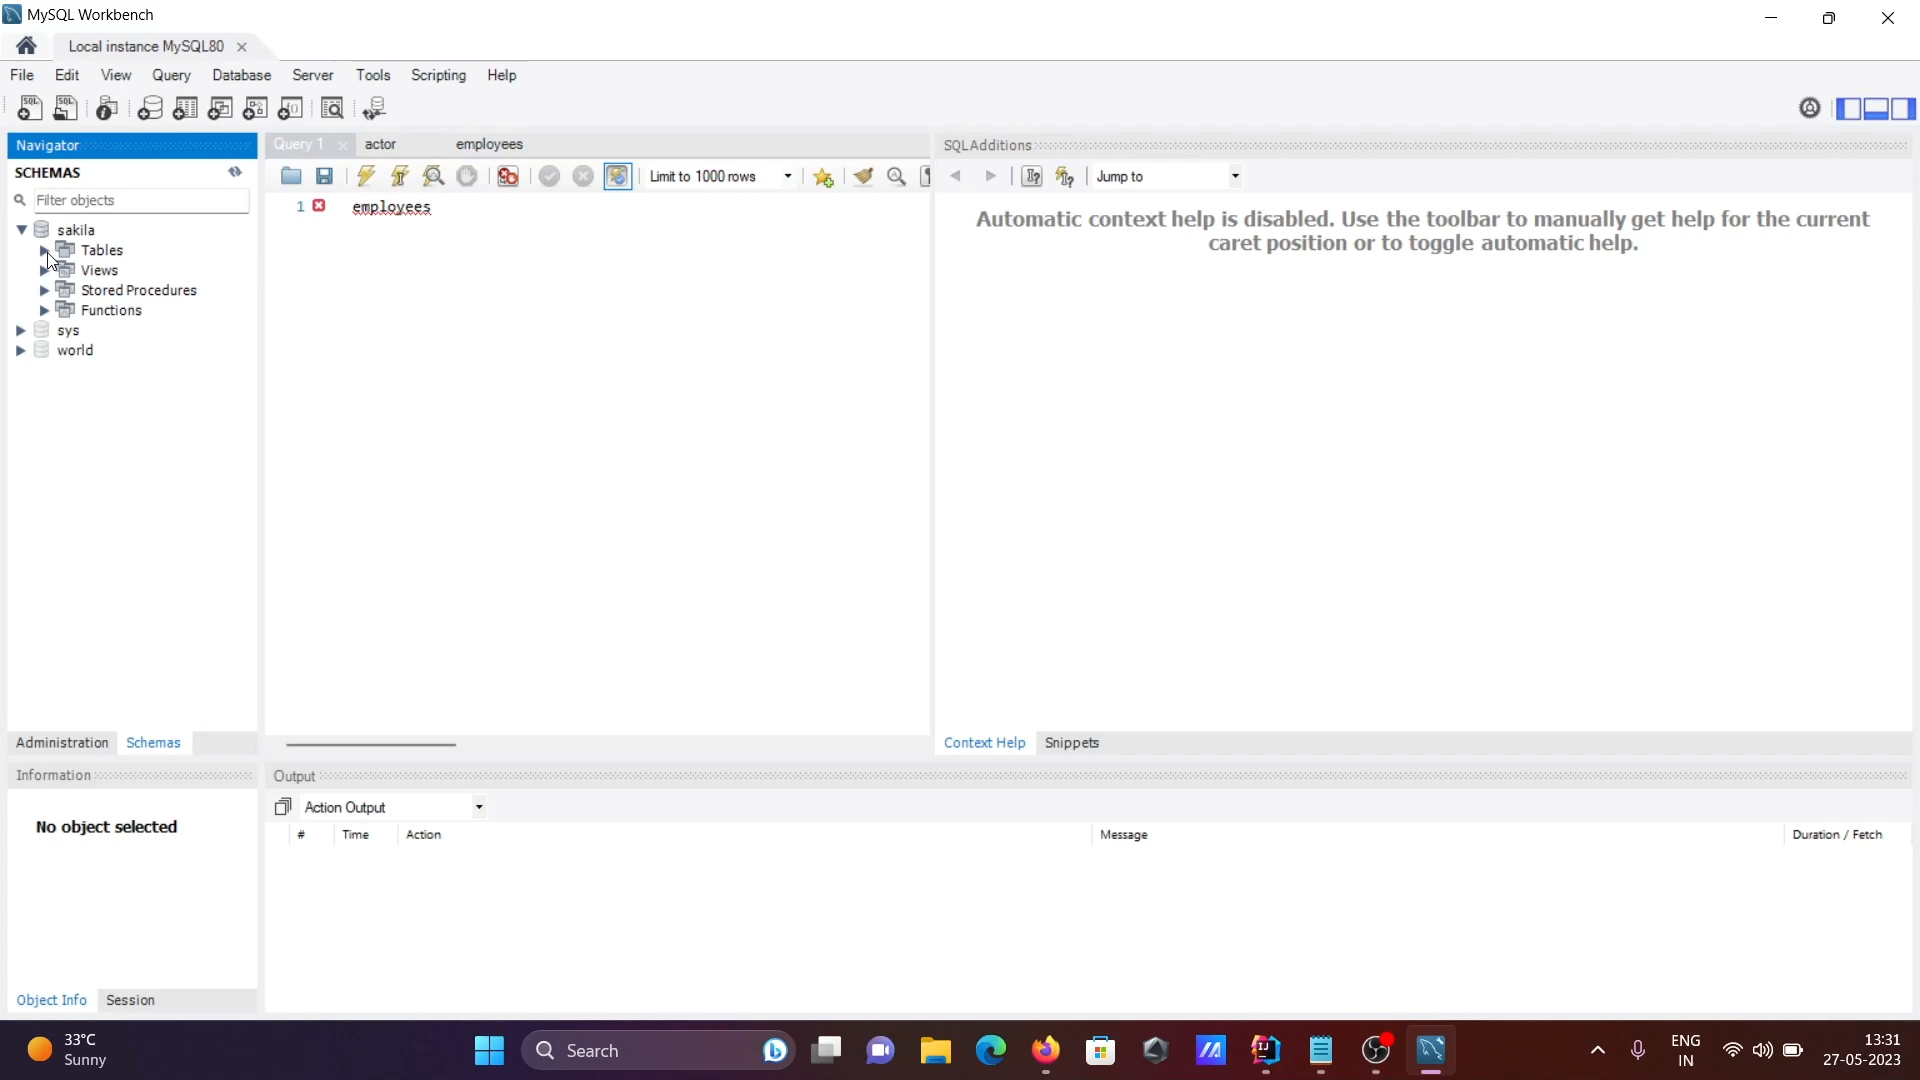 MySQL Workbench
Local instance MySQL80
File Edit View Query Database Server Tools Scripting Help
Navigator
SCHEMAS
Filter objects
sakila
Tables
Views
Stored Procedures
Functions
sys
world
Administration Schemas
Information
No object selected
Object Info Session
Query 1 actor employees
Limit to 1000 rows
1 employees
SQLAdditions
Jump to
Automatic context help is disabled. Use the toolbar to manually get help for the current
caret position or to toggle automatic help.
Context Help Snippets
Output
Action Output
# Time Action Message Duration / Fetch
33°C
Sunny
Search
ENG
IN
13:31
27-05-2023